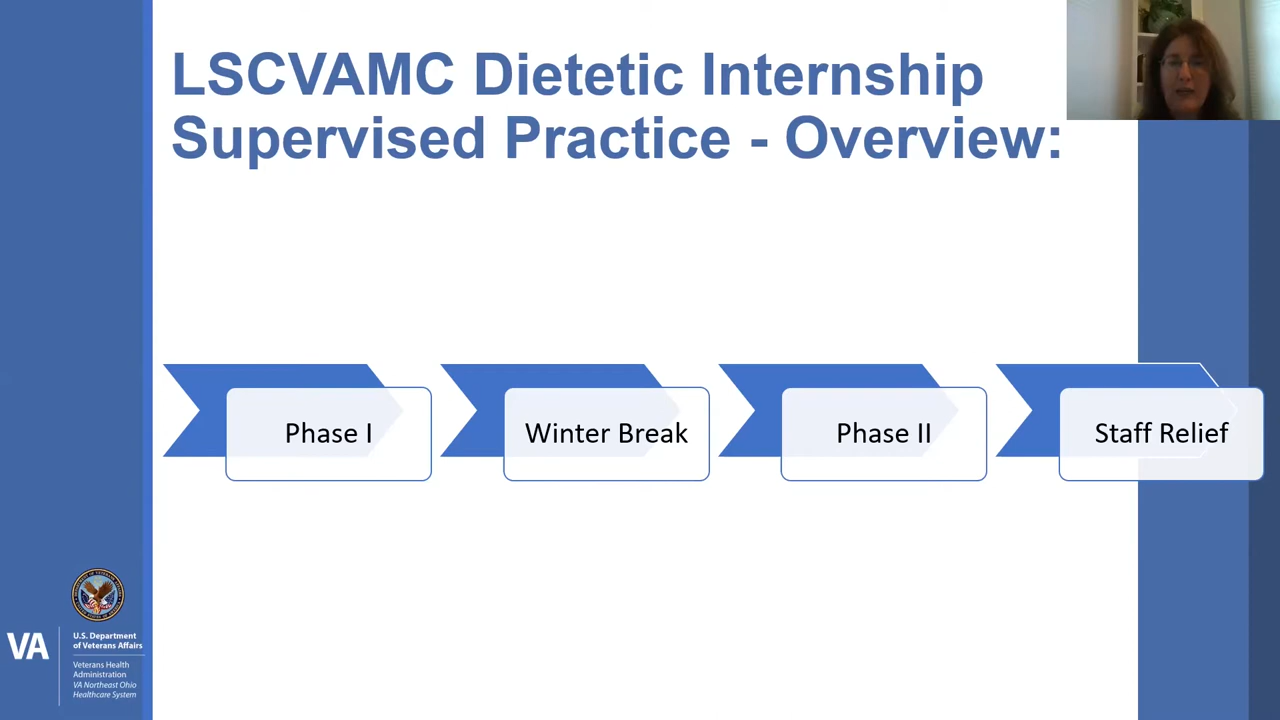 LSCVAMC Dietetic Internship
Supervised Practice - Overview:
Phase I
Winter Break
Phase II
Staff Relief
VA
U.S. Department
of Veterans Affairs
Veterans Health
Administration
VA Northeast Ohio
Healthcare System